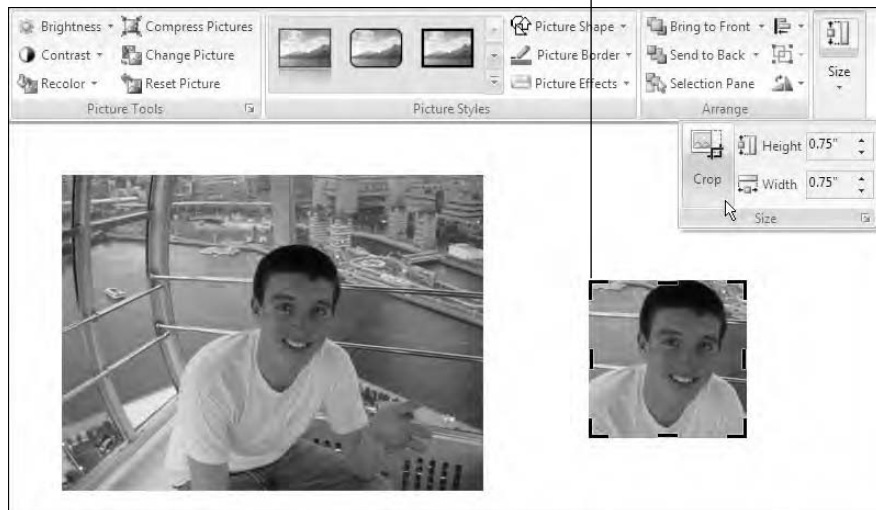 Brightness Compress Pictures Picture Shape Bring to Front
Contrast Change Picture Picture Border Send to Back Size
Recolor Reset Picture Picture Effects Selection Pane
Picture Tools Picture Styles Arrange
Height 0.75"
Crop Width 0.75"
Size